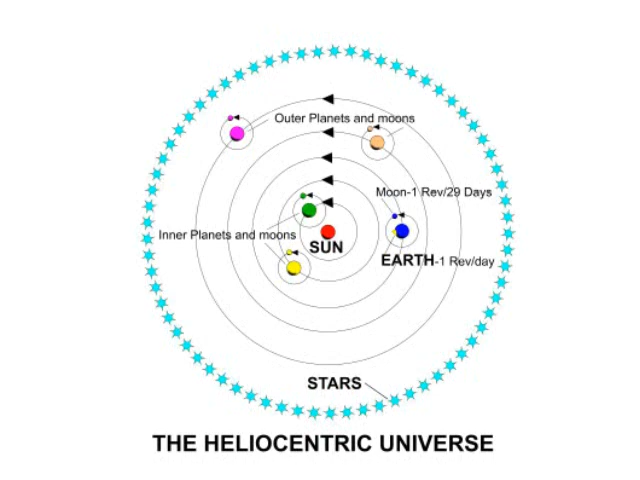 Outer Planets and moons
Moon-1 Rev/29 Days
Inner Planets and moons
SUN
EARTH-1 Rev/day
STARS
THE HELIOCENTRIC UNIVERSE